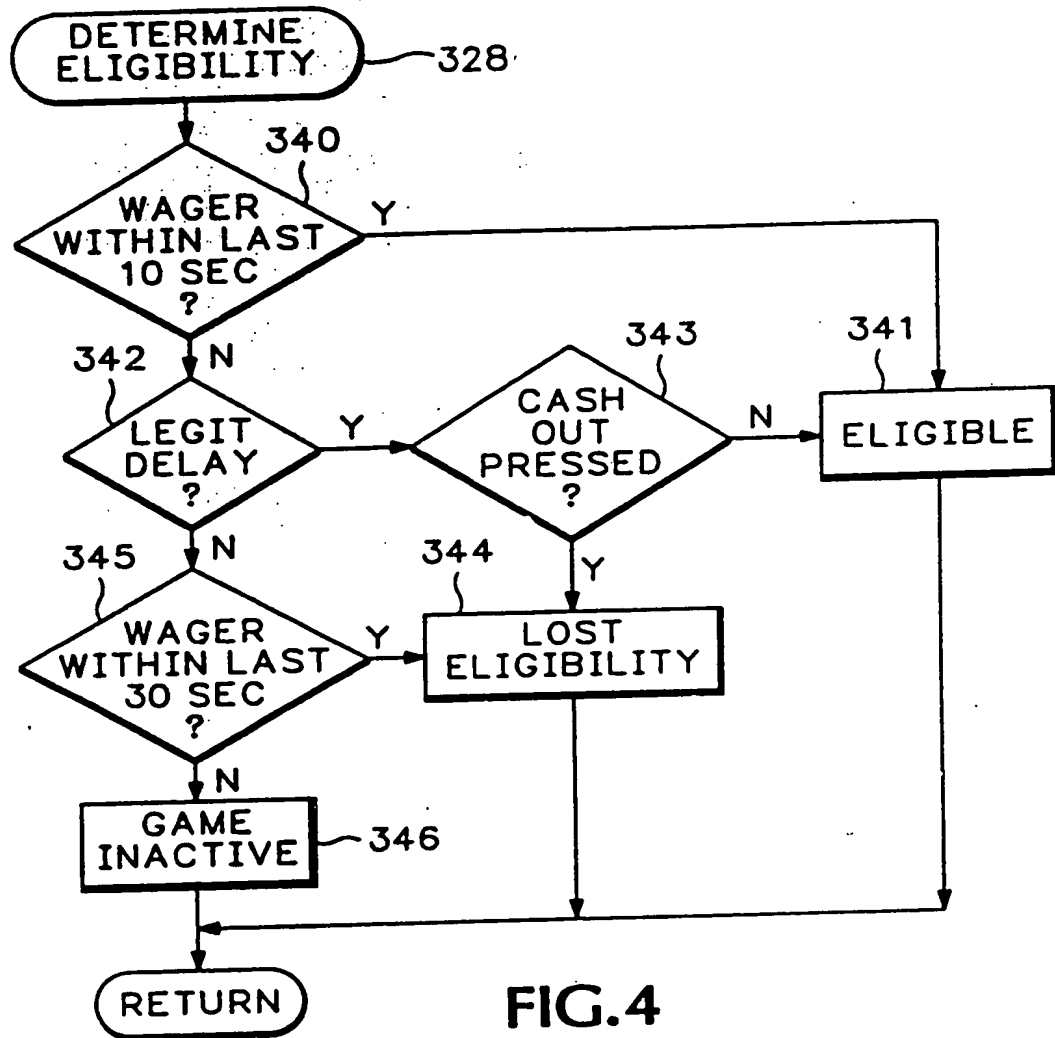 DETERMINE
ELIGIBILITY
328
340
WAGER
WITHIN LAST
10 SEC
?
Y
N
342
LEGIT
DELAY
?
Y
343
CASH
OUT
PRESSED
?
N
341
ELIGIBLE
N
Y
345
WAGER
WITHIN LAST
30 SEC
?
Y
344
LOST
ELIGIBILITY
N
GAME
INACTIVE
346
RETURN
FIG.4